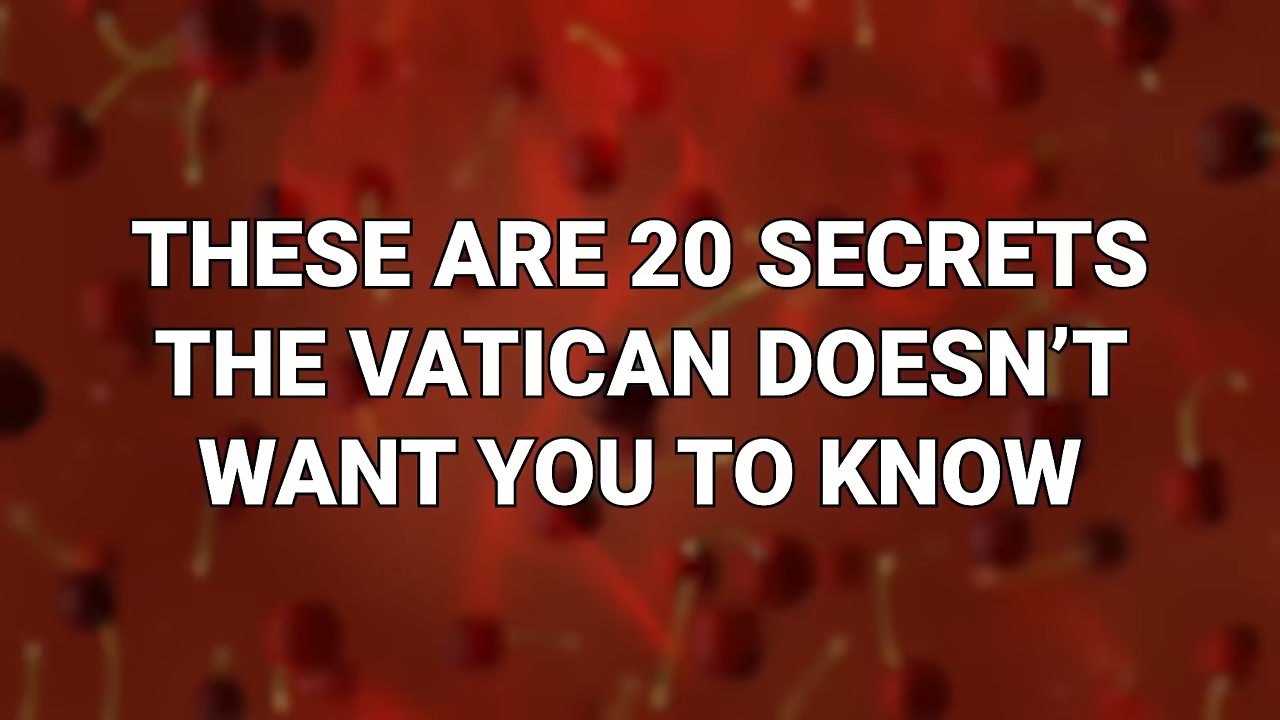 THESE ARE 20 SECRETS
THE VATICAN DOESN’T
WANT YOU TO KNOW